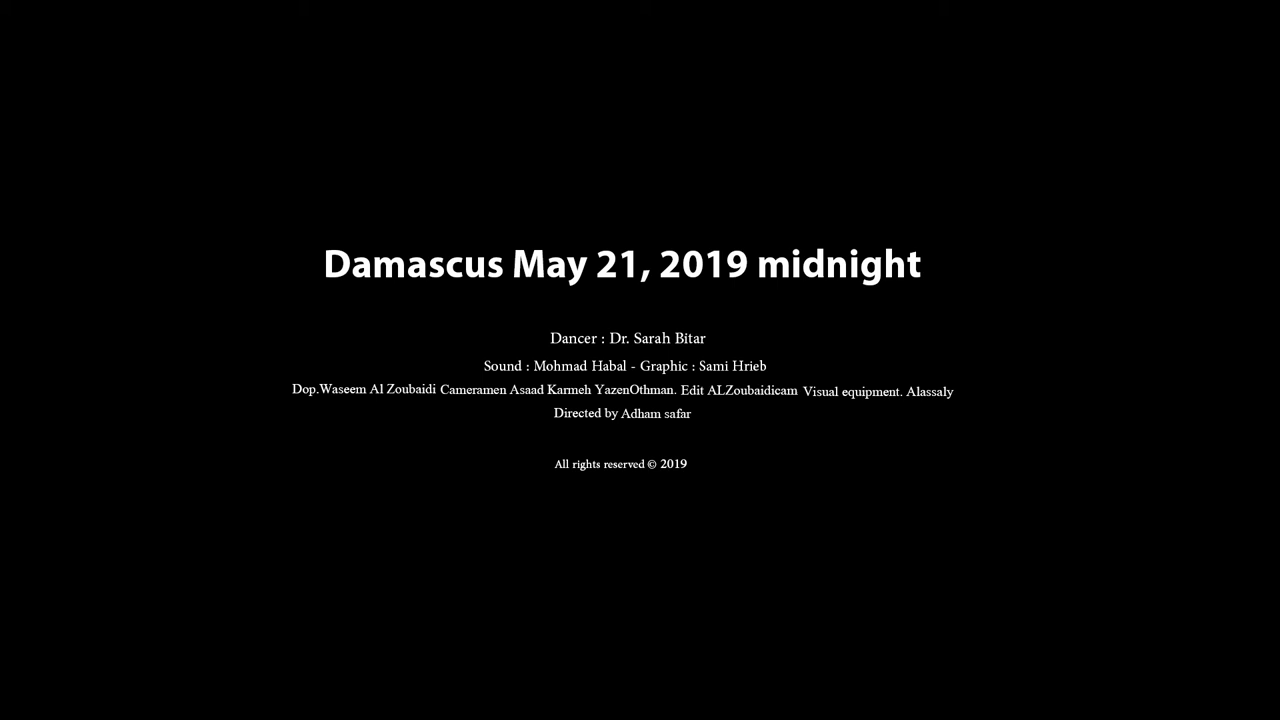 Damascus May 21, 2019 midnight
Dancer : Dr. Sarah Bitar
Sound : Mohmad Habal - Graphic : Sami Hrieb
Dop.Waseem Al Zoubaidi Cameramen Asaad Karmeh YazenOthman. Edit ALZoubaidicam Visual equipment. Alassaly
Directed by Adham safar
All rights reserved © 2019